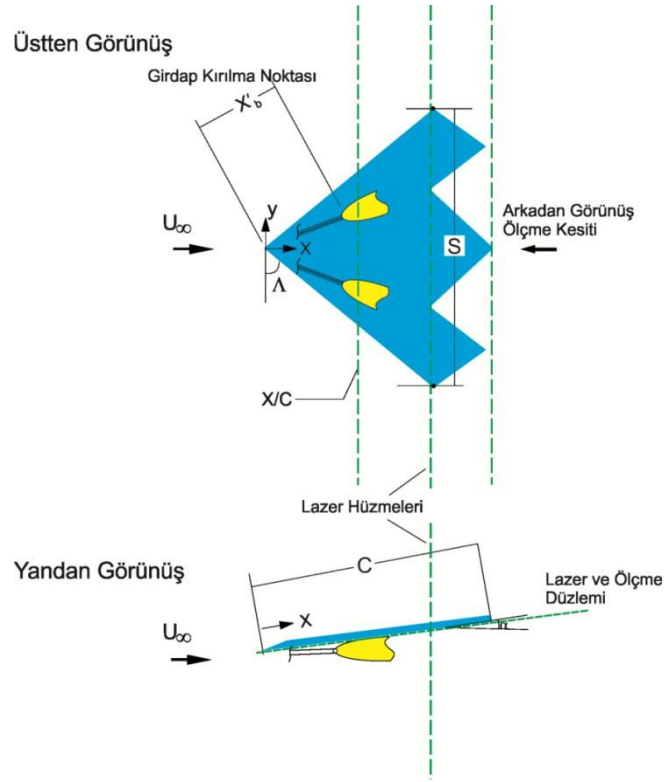 Üstten Görünüş
Girdap Kırılma Noktası
X'b
U∞
y
X
Λ
S
Arkadan Görünüş
Ölçme Kesiti
X/C
Lazer Hüzmeleri
Yandan Görünüş
C
Lazer ve Ölçme
Düzlemi
X
U∞
α